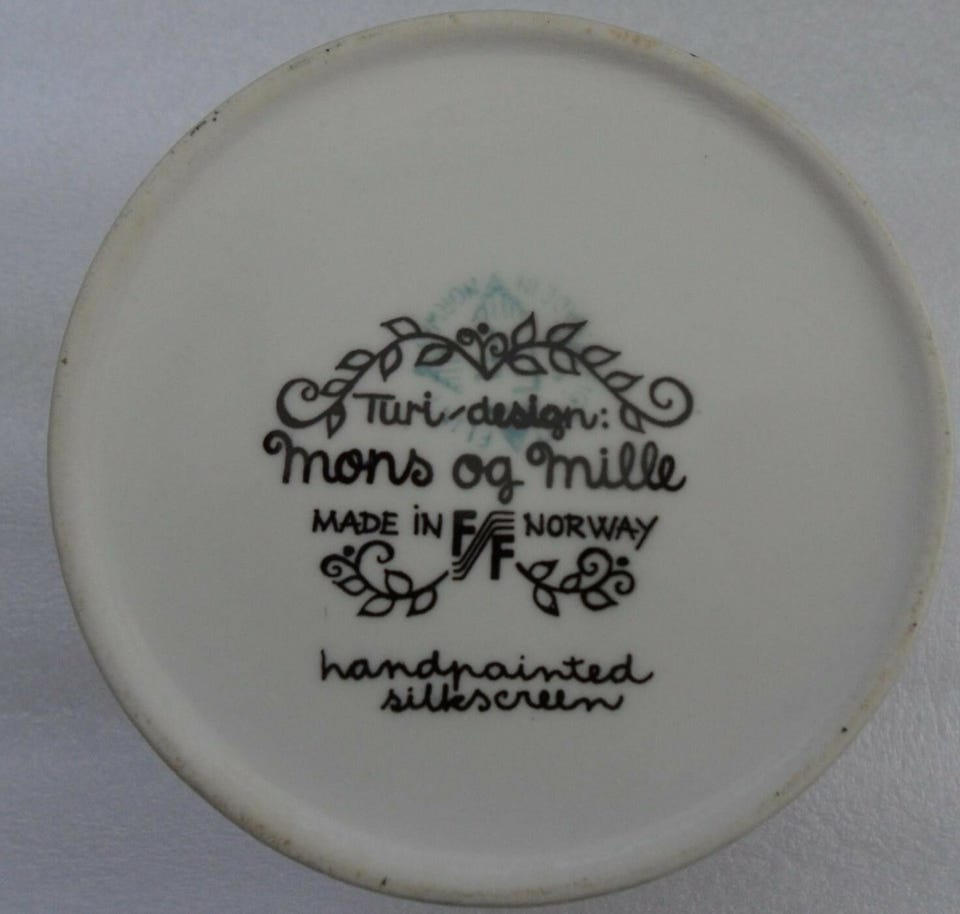 Turi-design:
Mons og Mille
MADE IN FF NORWAY
handpainted
silkscreen